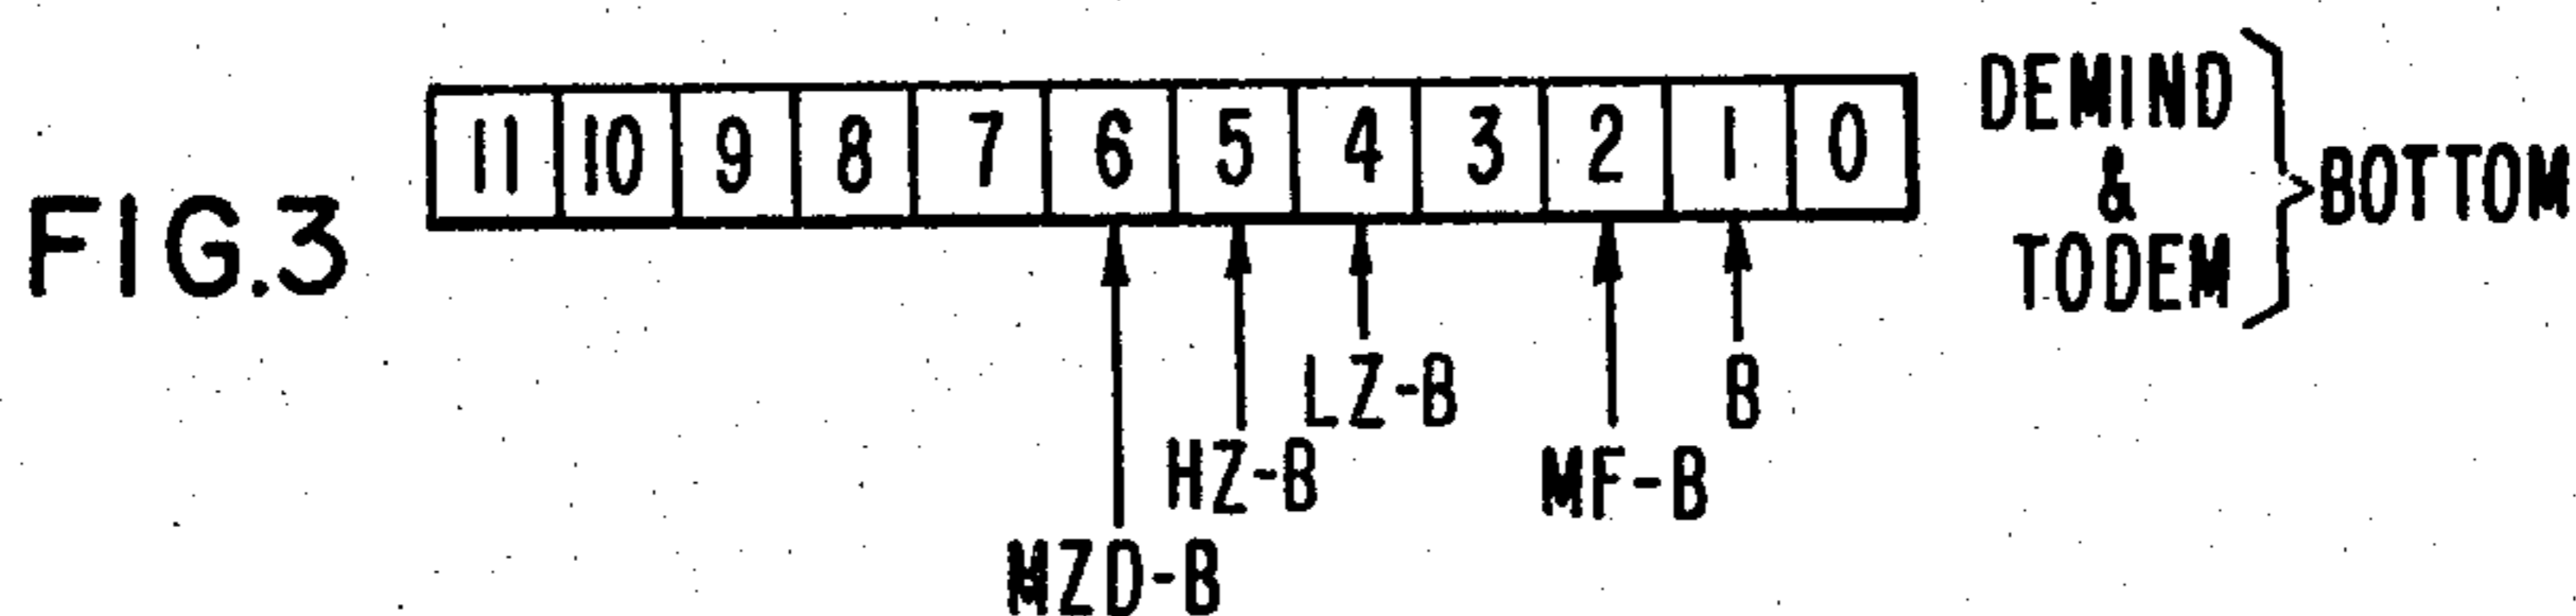 FIG.3
11 10 9 8 7 6 5 4 3 2 1 0
DEMIND
&
TODEM
BOTTOM
LZ-B
B
HZ-B
MF-B
MZD-B